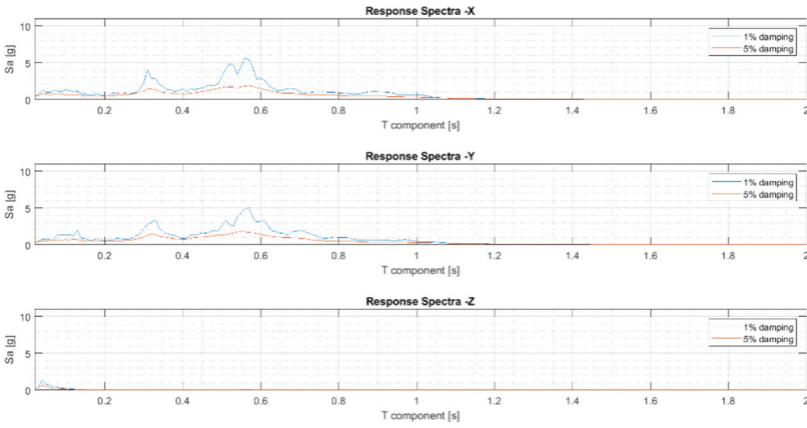 Response Spectra -X
10
5
0
Sa [g]
1% damping
5% damping
0.2 0.4 0.6 0.8 1 1.2 1.4 1.6 1.8 2
T component [s]
Response Spectra -Y
10
5
0
Sa [g]
1% damping
5% damping
0.2 0.4 0.6 0.8 1 1.2 1.4 1.6 1.8 2
T component [s]
Response Spectra -Z
10
5
0
Sa [g]
1% damping
5% damping
0.2 0.4 0.6 0.8 1 1.2 1.4 1.6 1.8 2
T component [s]